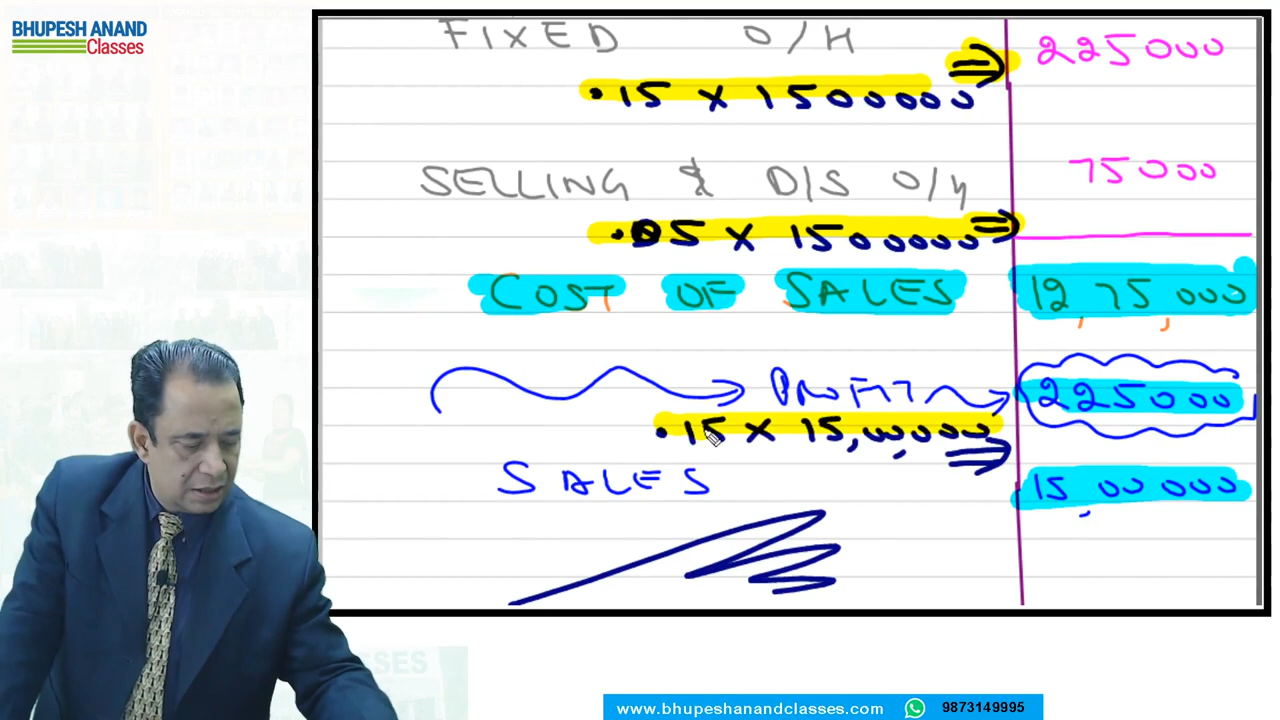 BHUPESH ANAND
Classes
FIXED O/H 225000
.15 X 1500000 ⇒
SELLING & D/S O/H 75000
.05 X 1500000 ⇒
COST OF SALES 12,75,000
PROFIT 225000
.15 X 15,00,000 ⇒
SALES 15,00000
www.bhupeshanandclasses.com 9873149995